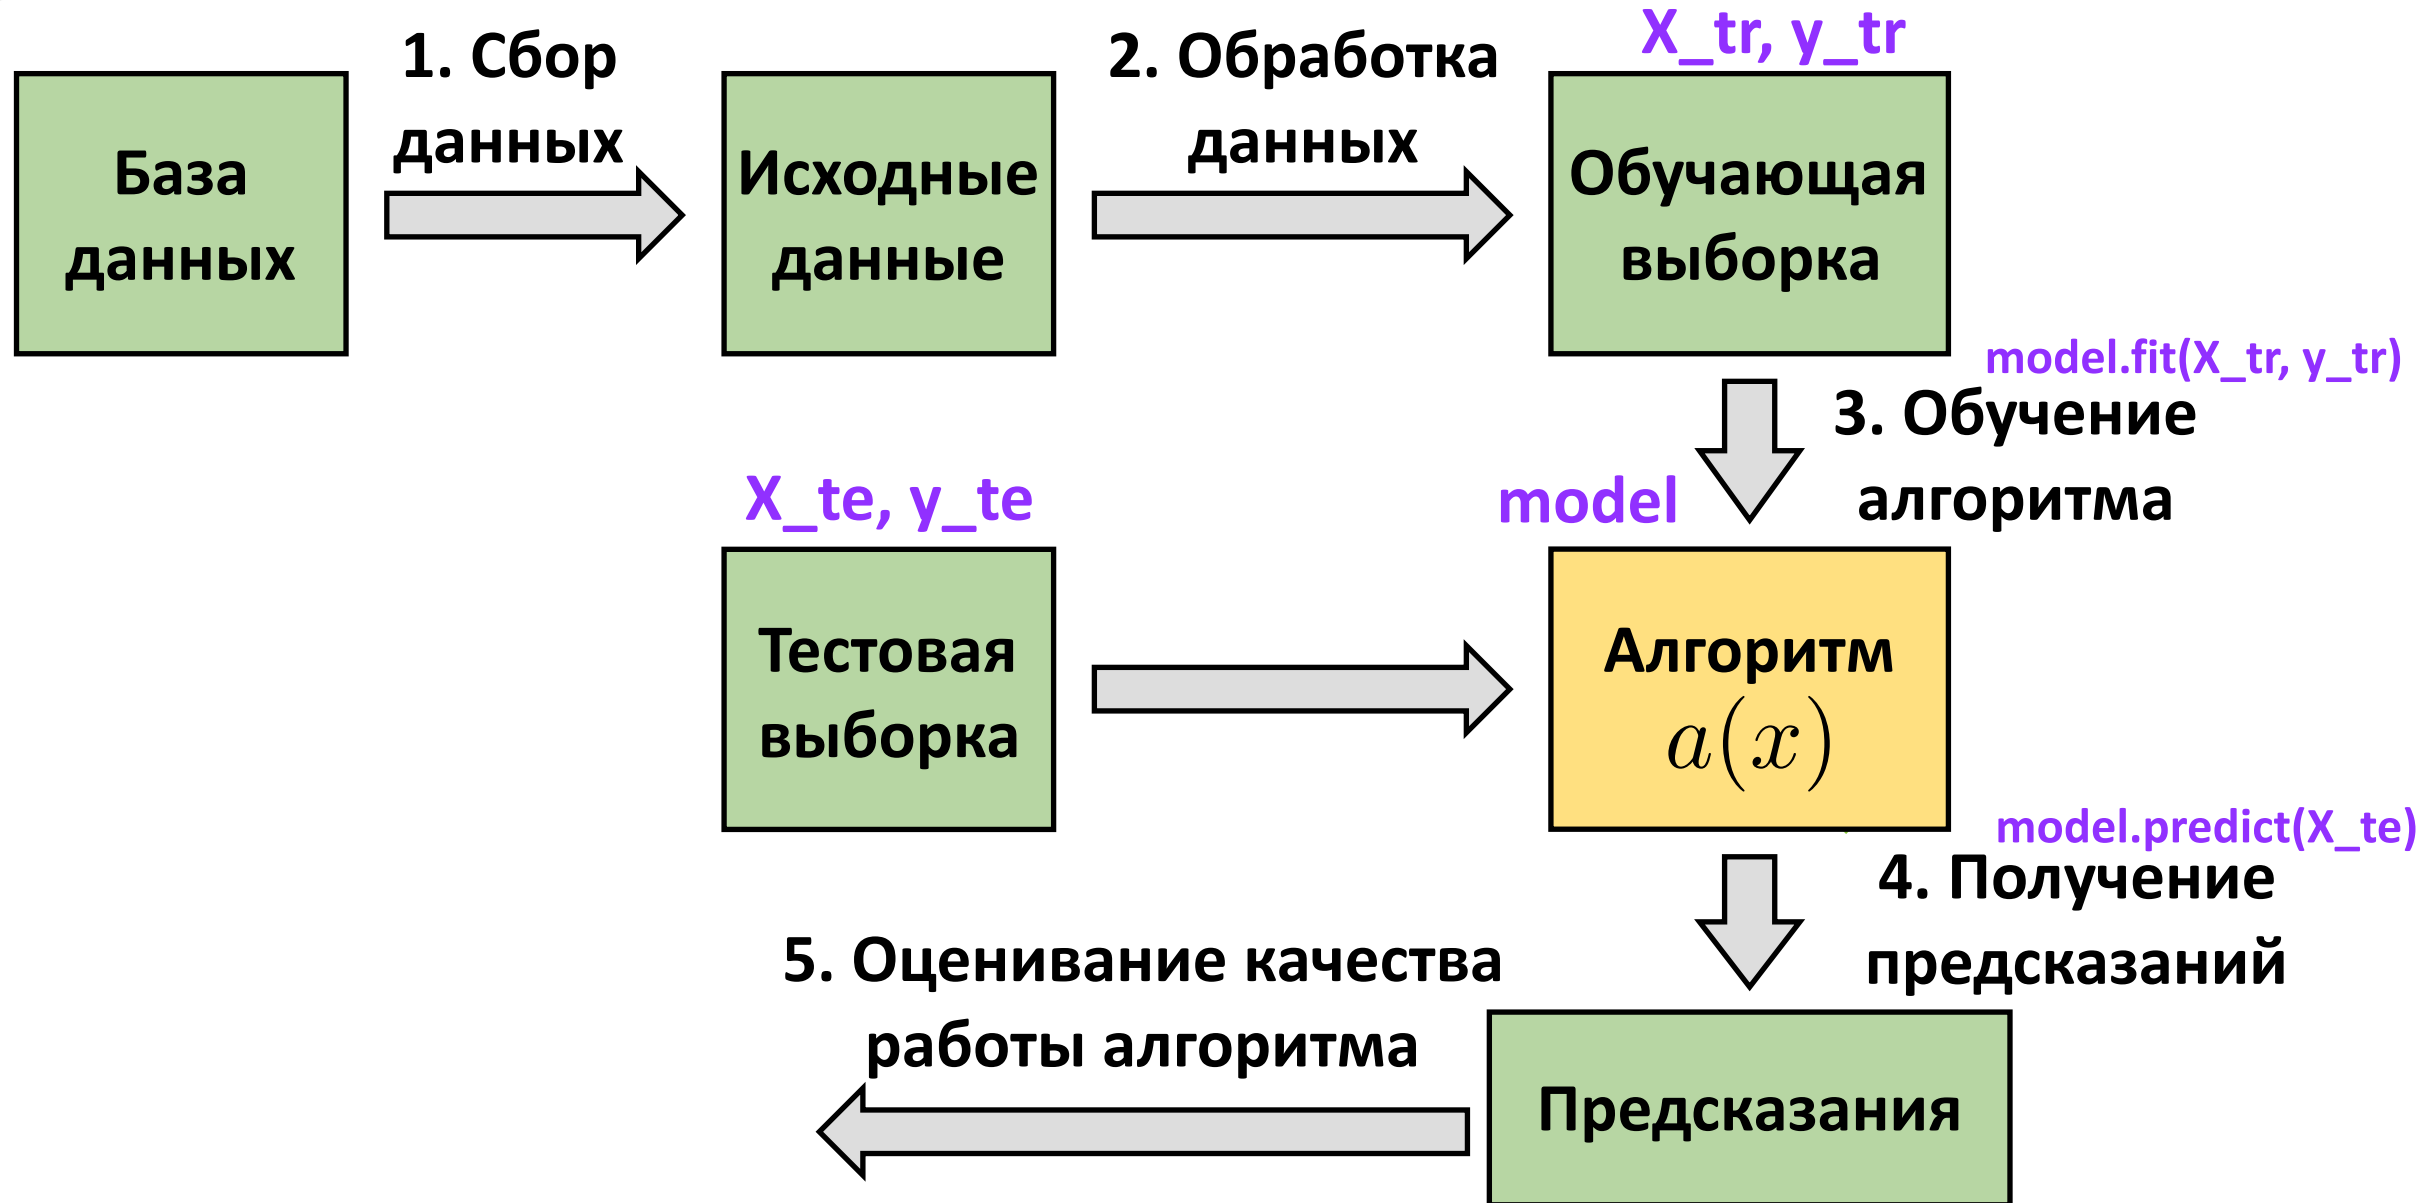 База
данных
1. Сбор
данных
Исходные
данные
2. Обработка
данных
X_tr, y_tr
Обучающая
выборка
model.fit(X_tr, y_tr)
3. Обучение
алгоритма
X_te, y_te
Тестовая
выборка
model
Алгоритм
a(x)
model.predict(X_te)
4. Получение
предсказаний
5. Оценивание качества
работы алгоритма
Предсказания